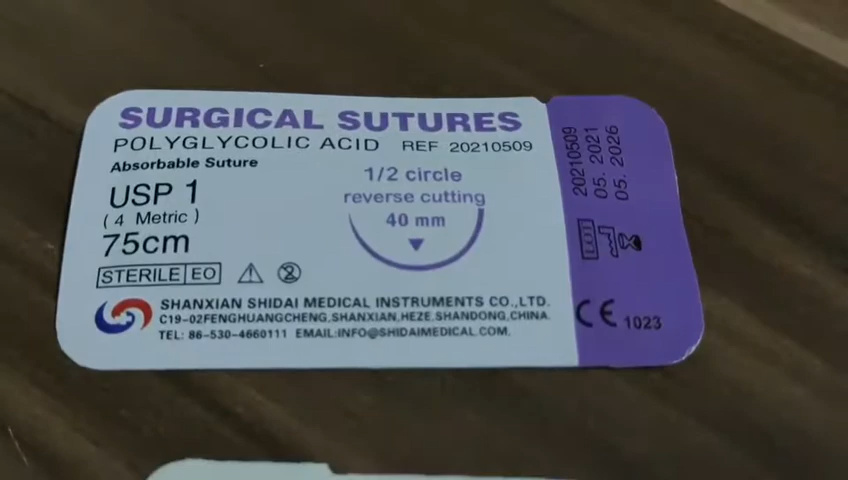 SURGICAL SUTURES
POLYGLYCOLIC ACID REF 20210509
Absorbable Suture
USP 1
( 4 Metric )
75cm
STERILE EO
1/2 circle
reverse cutting
40 mm
SHANXIAN SHIDAI MEDICAL INSTRUMENTS CO.,LTD.
C19-02FENGHUANGCHENG,SHANXIAN,HEZE,SHANDONG,CHINA.
TEL: 86-530-4660111 EMAIL:INFO@SHIDAIMEDICAL.COM.
LOT 20210509
05. 2021
05. 2026
CE 1023